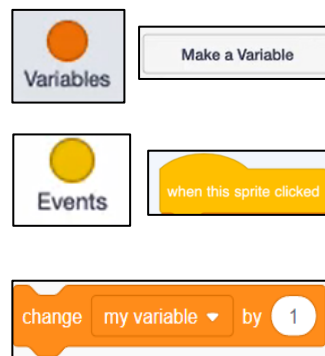 Make a Variable
Variables
when this sprite clicked
Events
change my variable by 1